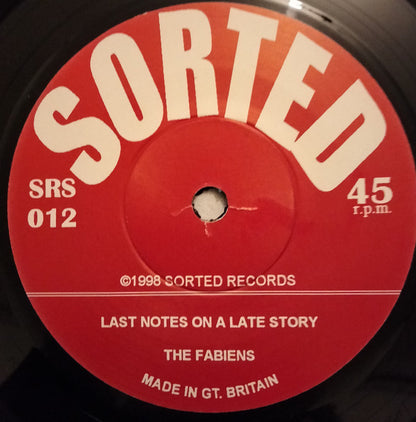 SORTED
SRS
012
45
r.p.m.
©1998 SORTED RECORDS
LAST NOTES ON A LATE STORY
THE FABIENS
MADE IN GT. BRITAIN